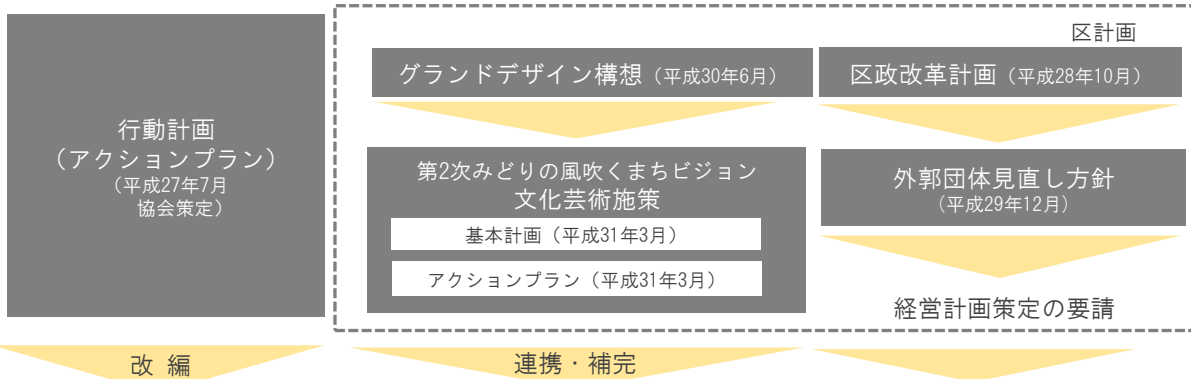 行動計画
(アクションプラン)
(平成27年7月
協会策定)
区計画
グランドデザイン構想(平成30年6月)
第2次みどりの風吹くまちビジョン
文化芸術施策
基本計画(平成31年3月)
アクションプラン(平成31年3月)
区政改革計画(平成28年10月)
外郭団体見直し方針
(平成29年12月)
経営計画策定の要請
改 編
連携・補完